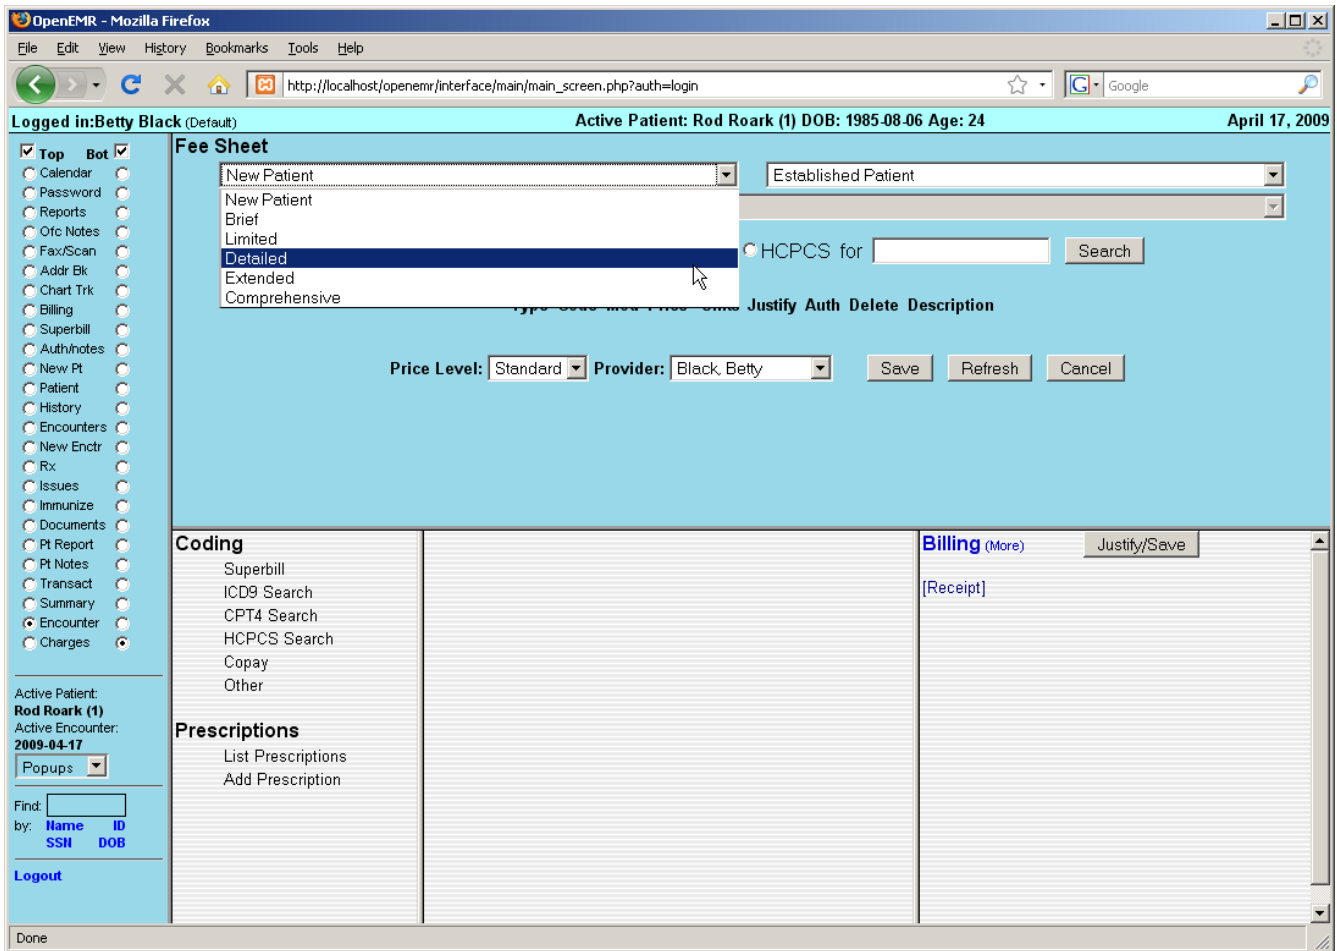 OpenEMR - Mozilla Firefox
File Edit View History Bookmarks Tools Help
http://localhost/openemr/interface/main/main_screen.php?auth=login
G Google
Logged in:Betty Black (Default) Active Patient: Rod Roark (1) DOB: 1985-08-06 Age: 24 April 17, 2009
Top Bot
Calendar
Password
Reports
Ofc Notes
Fax/Scan
Addr Bk
Chart Trk
Billing
Superbill
Auth/notes
New Pt
Patient
History
Encounters
New Enctr
Rx
Issues
Immunize
Documents
Pt Report
Pt Notes
Transact
Summary
Encounter
Charges
Active Patient:
Rod Roark (1)
Active Encounter:
2009-04-17
Popups
Find:
by: Name ID
SSN DOB
Logout
Fee Sheet
New Patient Established Patient
New Patient
Brief
Limited
Detailed
Extended
Comprehensive
HCPCS for Search
Justify Auth Delete Description
Price Level: Standard Provider: Black, Betty Save Refresh Cancel
Coding
Superbill
ICD9 Search
CPT4 Search
HCPCS Search
Copay
Other
Prescriptions
List Prescriptions
Add Prescription
Billing (More) Justify/Save
[Receipt]
Done